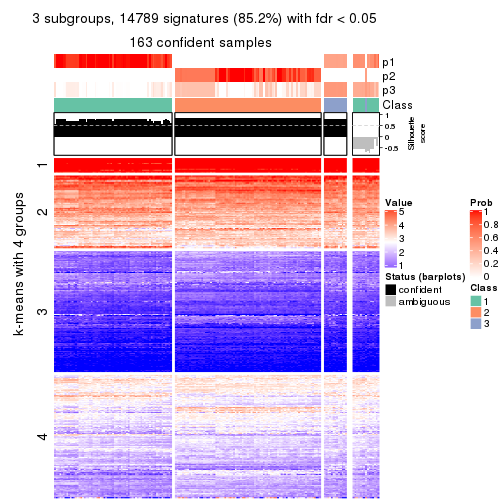 3 subgroups, 14789 signatures (85.2%) with fdr < 0.05
163 confident samples
p1
p2
p3
Class
1
0.5
0
-0.5
Silhouette
score
k-means with 4 groups
1
2
3
4
Value
5
4
3
2
1
Status (barplots)
confident
ambiguous
Prob
1
0.8
0.6
0.4
0.2
0
Class
1
2
3